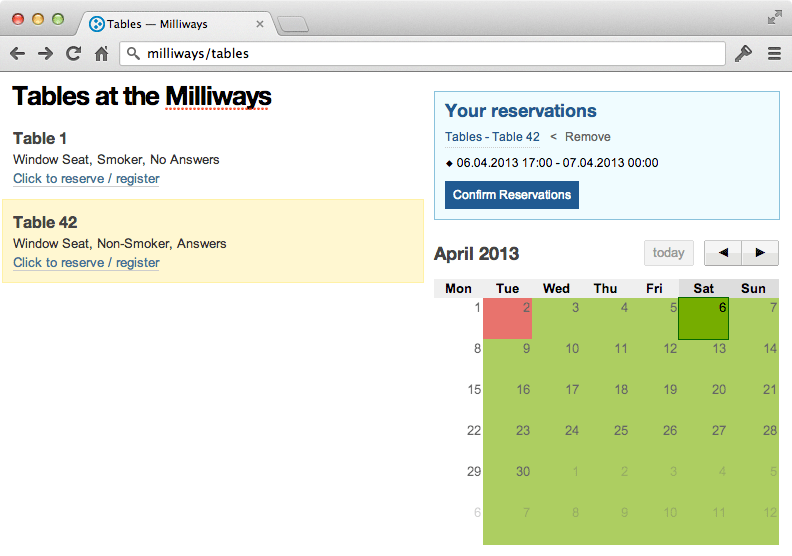 Tables — Milliways
milliways/tables
Tables at the Milliways
Table 1
Window Seat, Smoker, No Answers
Click to reserve / register
Table 42
Window Seat, Non-Smoker, Answers
Click to reserve / register
Your reservations
Tables - Table 42 < Remove
06.04.2013 17:00 - 07.04.2013 00:00
Confirm Reservations
April 2013 today
Mon Tue Wed Thu Fri Sat Sun
1 2 3 4 5 6 7
8 9 10 11 12 13 14
15 16 17 18 19 20 21
22 23 24 25 26 27 28
29 30 1 2 3 4 5
6 7 8 9 10 11 12